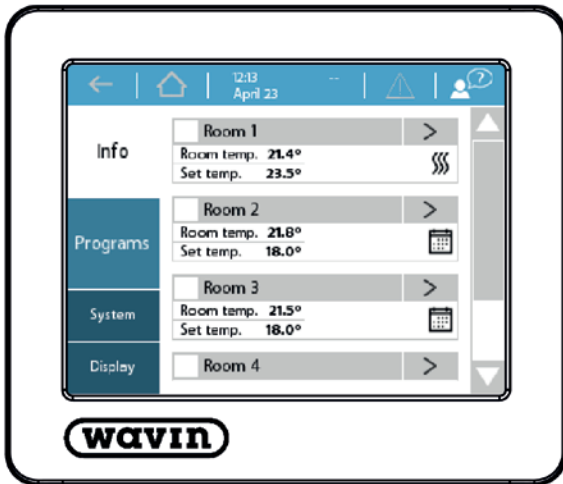 12:13 --
April 23
?
Info
Programs
System
Display
Room 1 >
Room temp. 21.4°
Set temp. 23.5°
Room 2 >
Room temp. 21.8°
Set temp. 18.0°
Room 3 >
Room temp. 21.5°
Set temp. 18.0°
Room 4 >
wavin